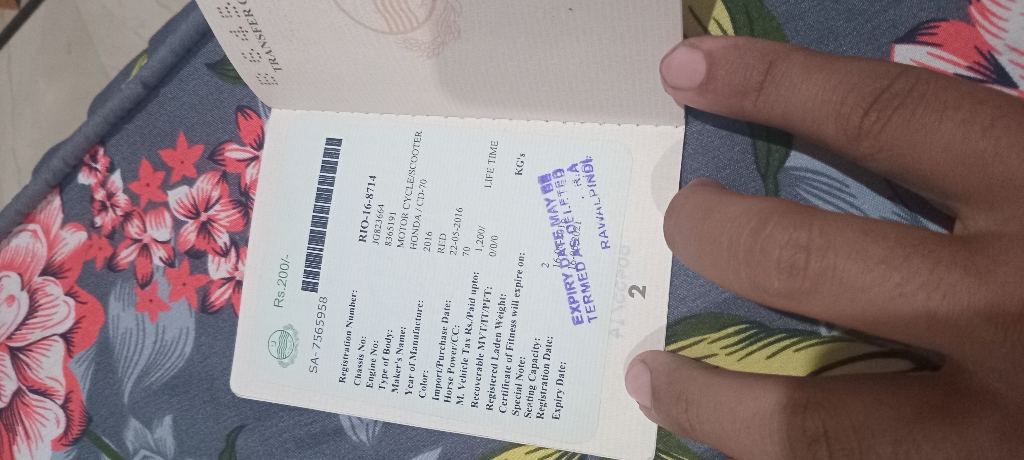 TRANSFER
Rs.200/-
SA-7565958
Registration Number: RIO-16-8714
Chassis No: JG823664
Engine No: 8365191
Type of Body: MOTOR CYCLE/SCOOTER
Maker's Name: HONDA / CD-70
Year of Manufacture: 2016
Color: RED
Import/Purchase Date: 22-05-2016
Horse Power/CC: 70
M. Vehicle Tax Rs./Paid upto: 1,200/ LIFE TIME
Recoverable MVT/IT/PFT: 0/0/0
Registered Laden Weight: KG's
Certificate of Fitness will expire on:
Special Note:
Seating Capacity: 2
Registration Date:
Expiry Date:
EXPIRY DATE MAY BE
TERMED AS DELETED
RAWALPINDI
2